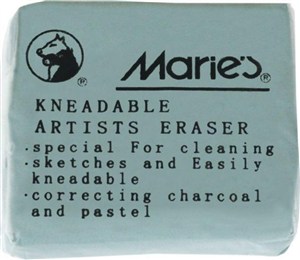 Marie's®
®
KNEADABLE
ARTISTS ERASER
·special For cleaning
·sketches and Easily
kneadable
·correcting charcoal
and pastel